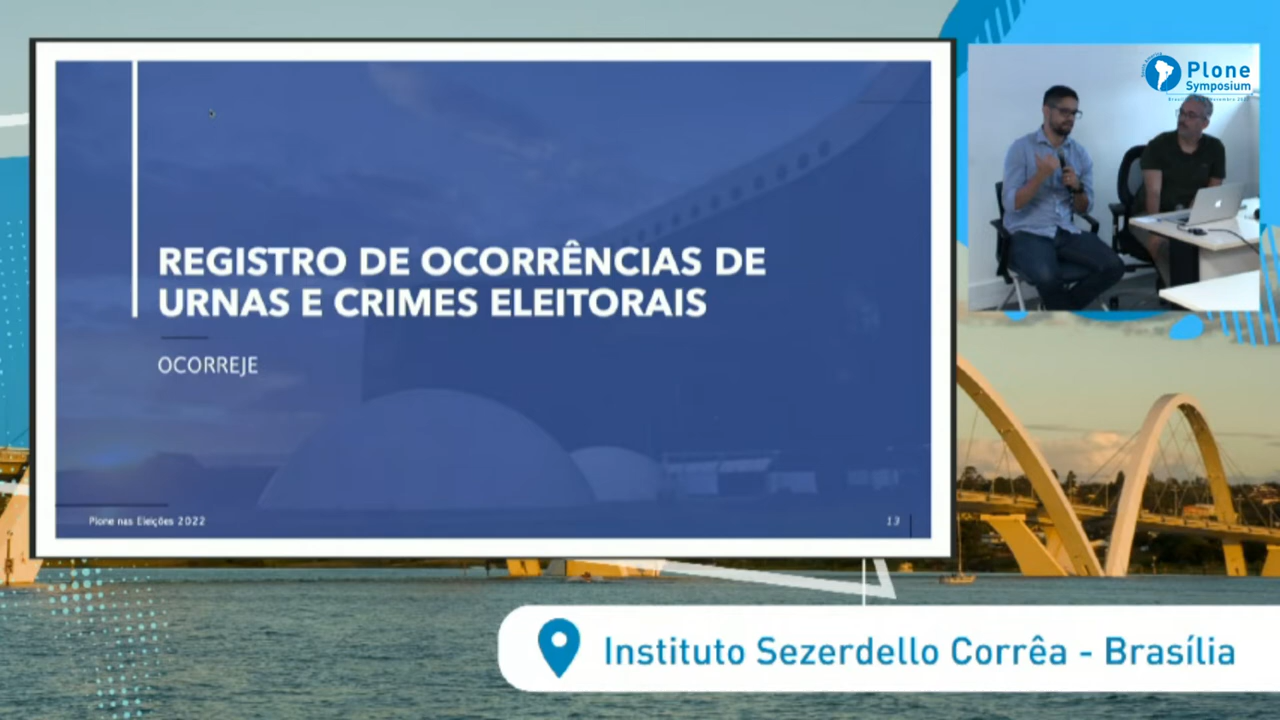 REGISTRO DE OCORRÊNCIAS DE
URNAS E CRIMES ELEITORAIS
OCORREJE
Plone nas Eleições 2022
13
Plone
Symposium
Instituto Sezerdello Corrêa - Brasília